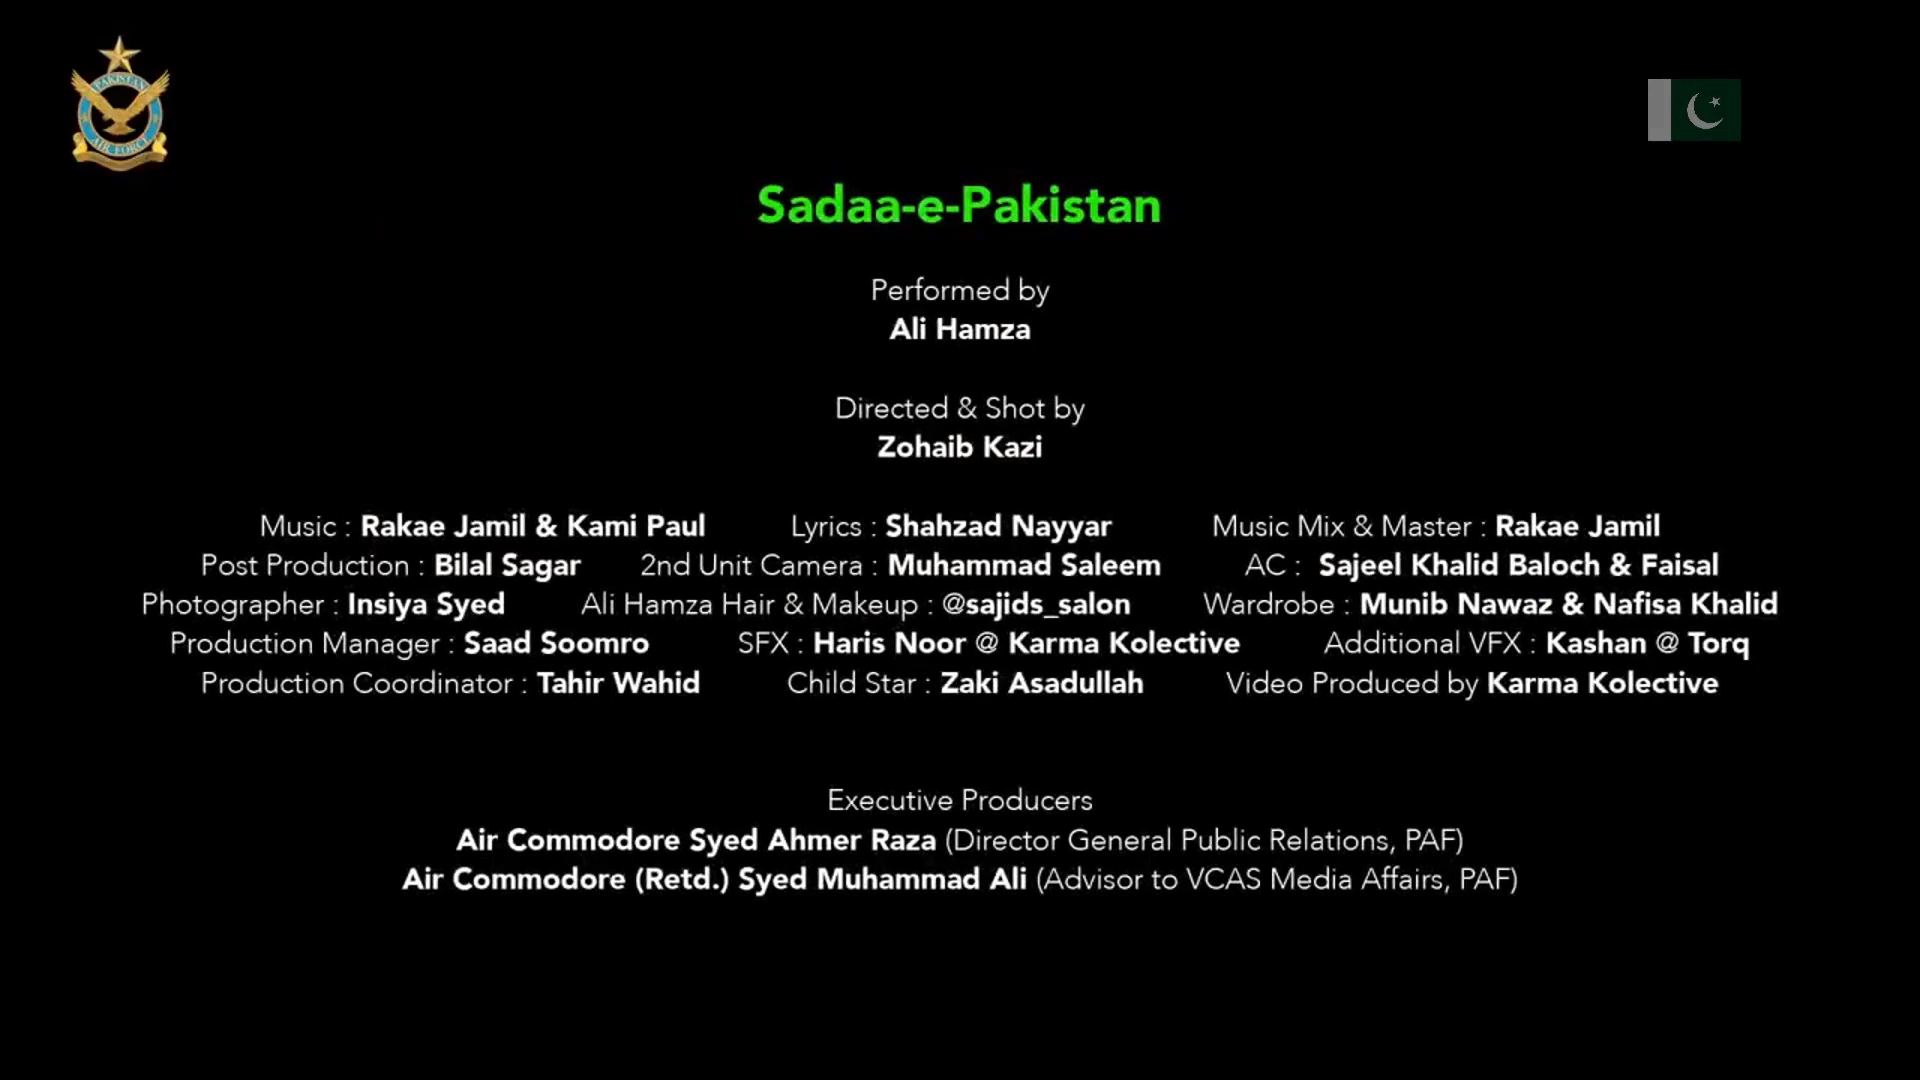 PAKISTAN
AIR FORCE
Sadaa-e-Pakistan
Performed by
Ali Hamza
Directed & Shot by
Zohaib Kazi
Music : Rakae Jamil & Kami Paul Lyrics : Shahzad Nayyar Music Mix & Master : Rakae Jamil
Post Production : Bilal Sagar 2nd Unit Camera : Muhammad Saleem AC : Sajeel Khalid Baloch & Faisal
Photographer : Insiya Syed Ali Hamza Hair & Makeup : @sajids_salon Wardrobe : Munib Nawaz & Nafisa Khalid
Production Manager : Saad Soomro SFX : Haris Noor @ Karma Kolective Additional VFX : Kashan @ Torq
Production Coordinator : Tahir Wahid Child Star : Zaki Asadullah Video Produced by Karma Kolective
Executive Producers
Air Commodore Syed Ahmer Raza (Director General Public Relations, PAF)
Air Commodore (Retd.) Syed Muhammad Ali (Advisor to VCAS Media Affairs, PAF)